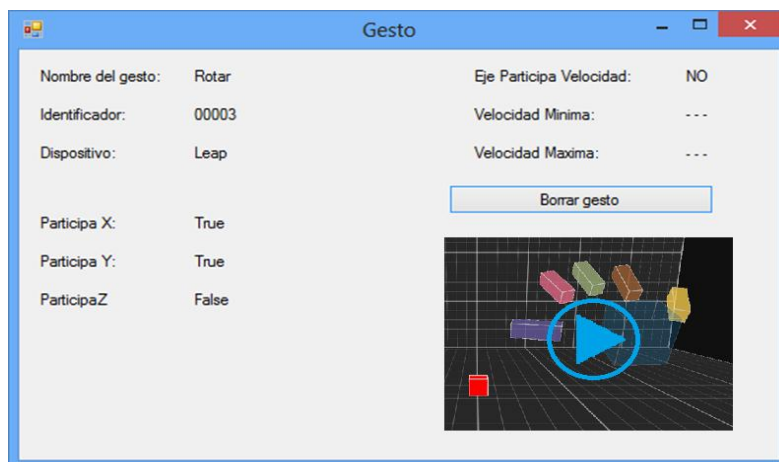 Gesto
Nombre del gesto: Rotar
Identificador: 00003
Dispositivo: Leap
Participa X: True
Participa Y: True
ParticipaZ False
Eje Participa Velocidad: NO
Velocidad Minima: ---
Velocidad Maxima: ---
Borrar gesto